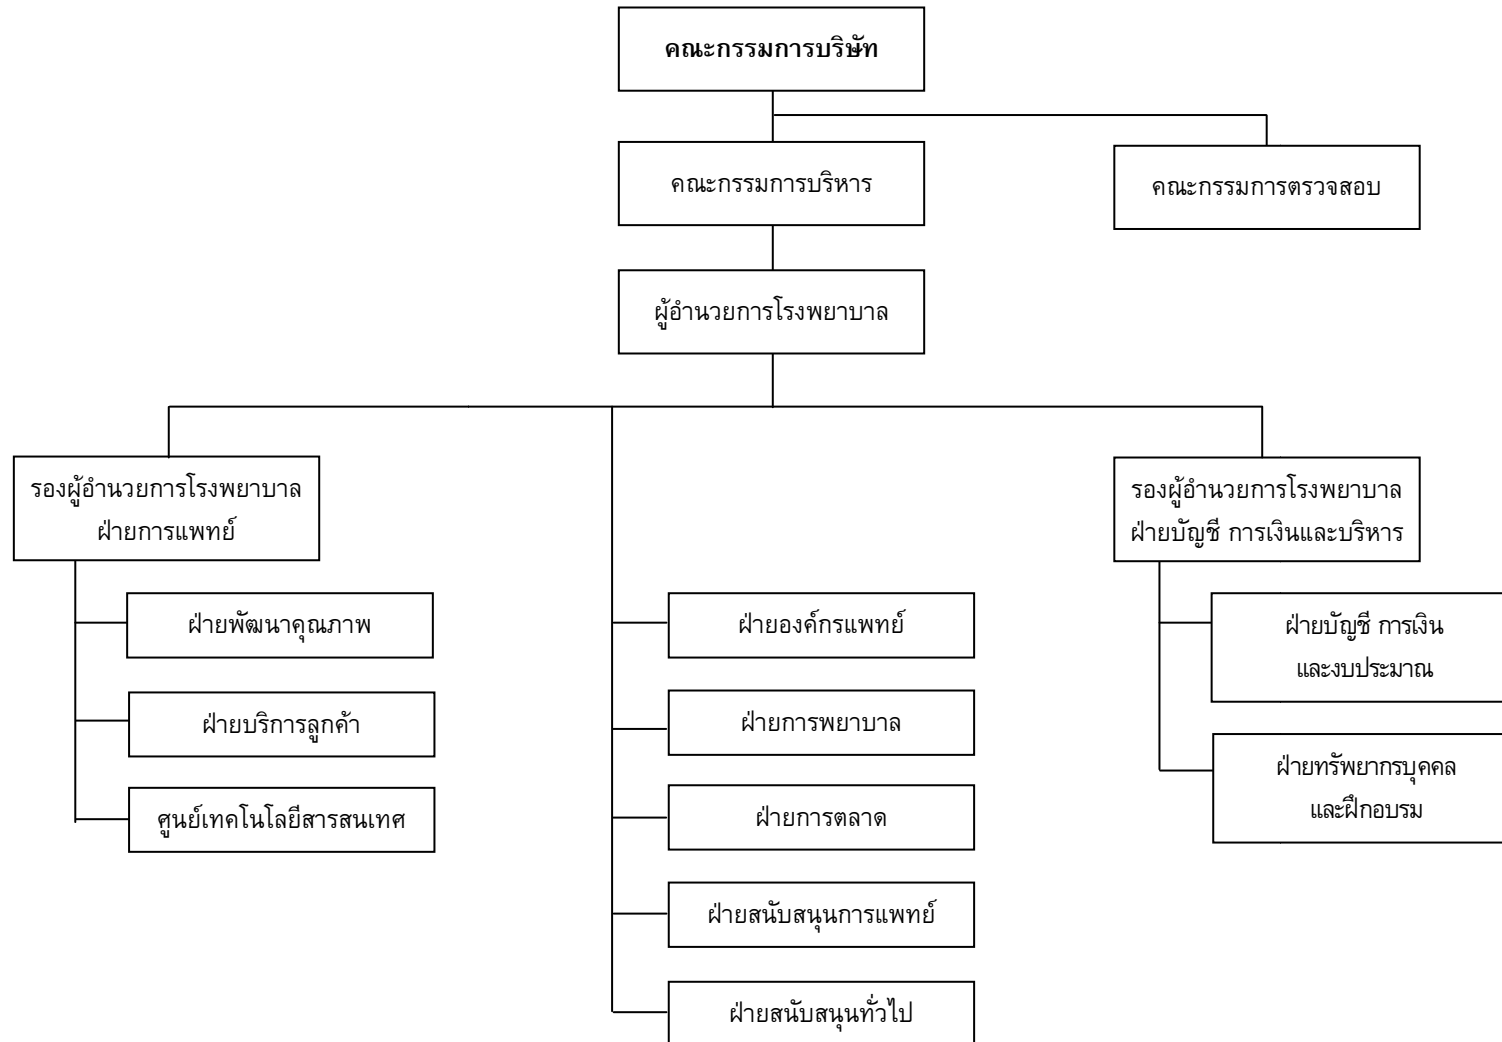 คณะกรรมการบริษัท
คณะกรรมการบริหาร
คณะกรรมการตรวจสอบ
ผู้อำนวยการโรงพยาบาล
รองผู้อำนวยการโรงพยาบาล
ฝ่ายการแพทย์
ฝ่ายพัฒนาคุณภาพ
ฝ่ายบริการลูกค้า
ศูนย์เทคโนโลยีสารสนเทศ
ฝ่ายองค์กรแพทย์
ฝ่ายการพยาบาล
ฝ่ายการตลาด
ฝ่ายสนับสนุนการแพทย์
ฝ่ายสนับสนุนทั่วไป
รองผู้อำนวยการโรงพยาบาล
ฝ่ายบัญชี การเงินและบริหาร
ฝ่ายบัญชี การเงิน
และงบประมาณ
ฝ่ายทรัพยากรบุคคล
และฝึกอบรม